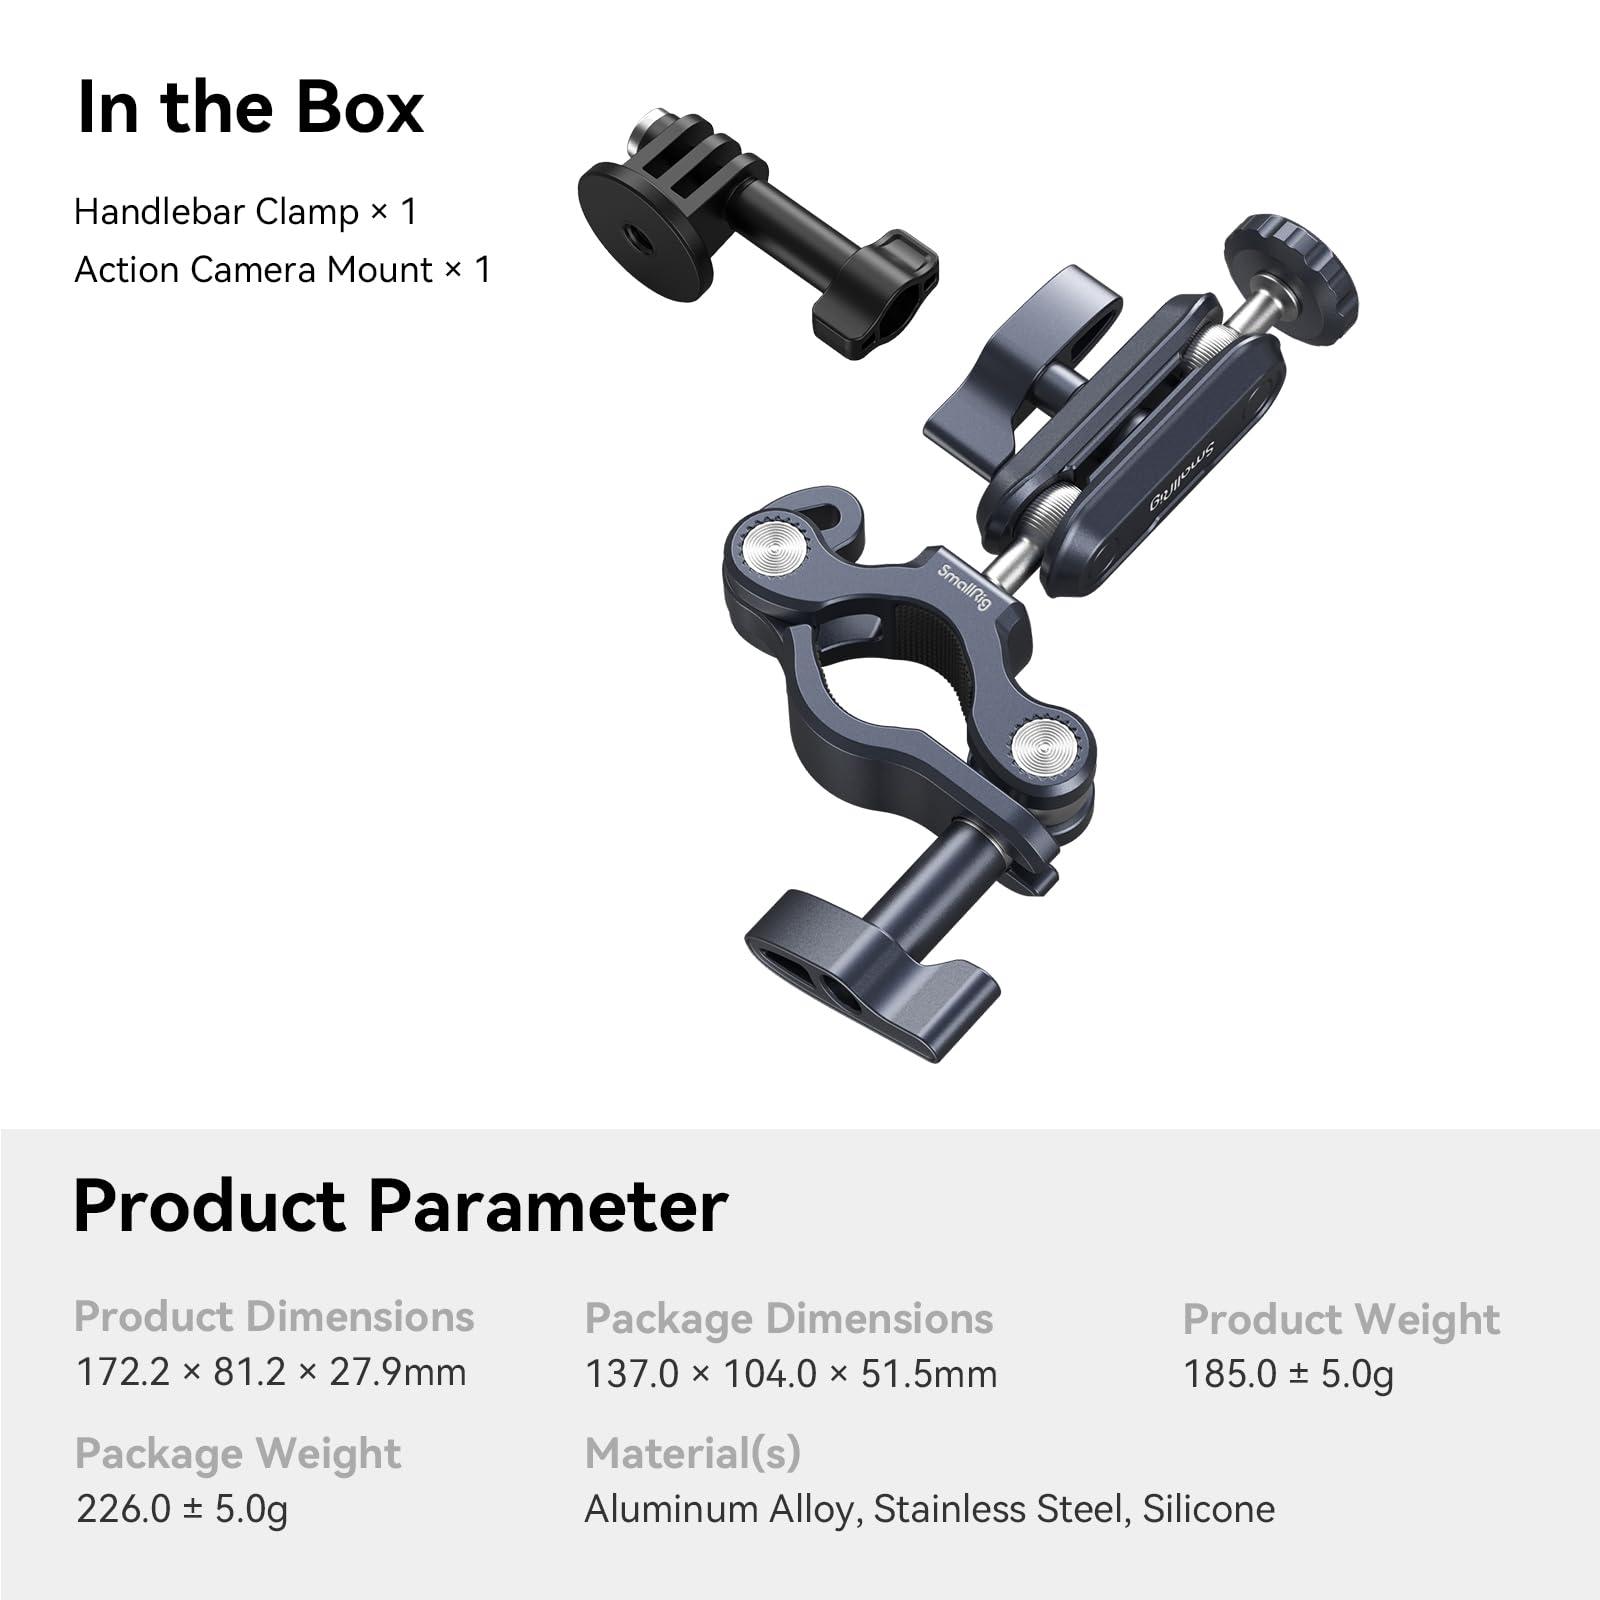 In the Box
Handlebar Clamp × 1
Action Camera Mount × 1
SmallRig
SmallRig
Product Parameter
Product Dimensions
172.2 × 81.2 × 27.9mm
Package Dimensions
137.0 × 104.0 × 51.5mm
Product Weight
185.0 ± 5.0g
Package Weight
226.0 ± 5.0g
Material(s)
Aluminum Alloy, Stainless Steel, Silicone